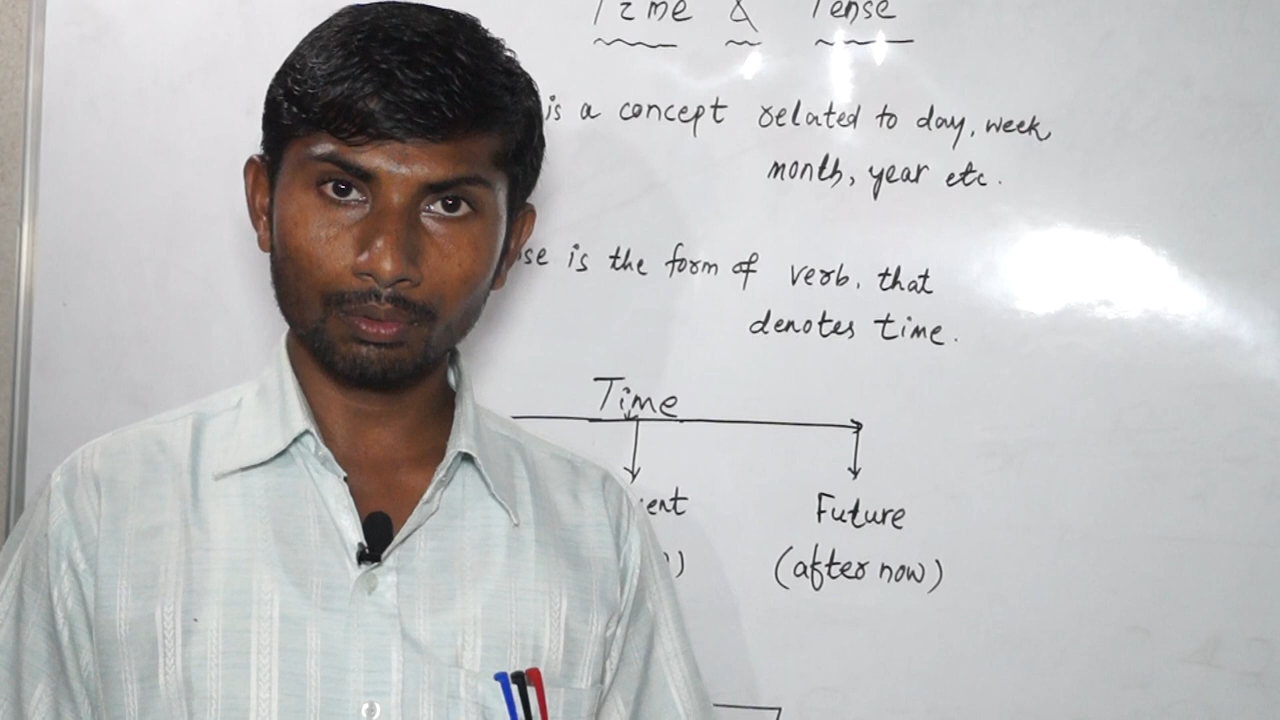 Time & Tense
is a concept related to day, week,
month, year etc.
se is the form of verb, that
denotes time.
Time
ent
Future
)
(after now)